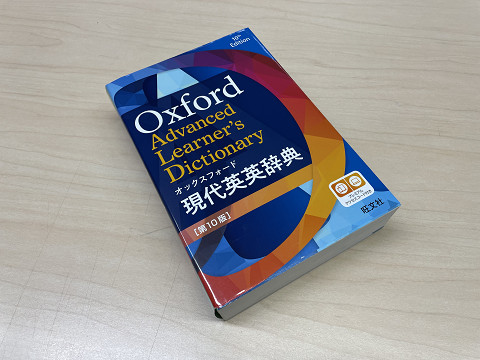 10th Edition
Oxford
Advanced
Learner's
Dictionary
オックスフォード
現代英英辞典
[第10版]
旺文社